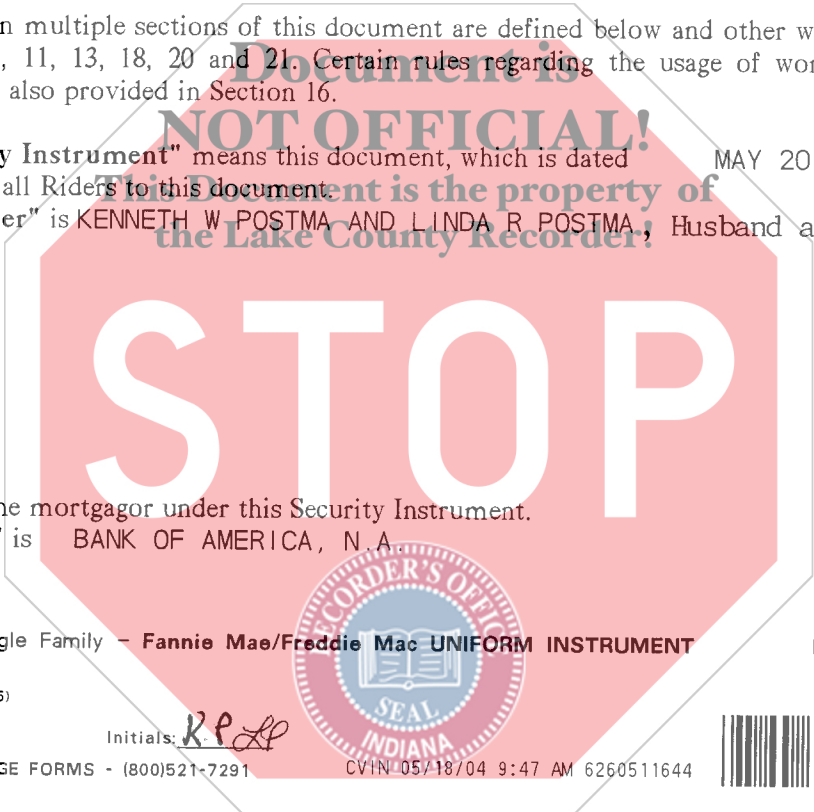 n multiple sections of this document are defined below and other w
, 11, 13, 18, 20 and 21. Certain rules regarding the usage of wor
also provided in Section 16.
Document is
NOT OFFICIAL!
This Document is the property of
the Lake County Recorder!
y Instrument" means this document, which is dated MAY 20
all Riders to this document.
er" is KENNETH W POSTMA AND LINDA R POSTMA, Husband a
STOP
ne mortgagor under this Security Instrument.
" is BANK OF AMERICA, N.A.
RECORDER'S OFFICE
SEAL
INDIANA
gle Family - Fannie Mae/Freddie Mac UNIFORM INSTRUMENT
6)
Initials: K.P LP
GE FORMS - (800)521-7291 CVIN 05/18/04 9:47 AM 6260511644